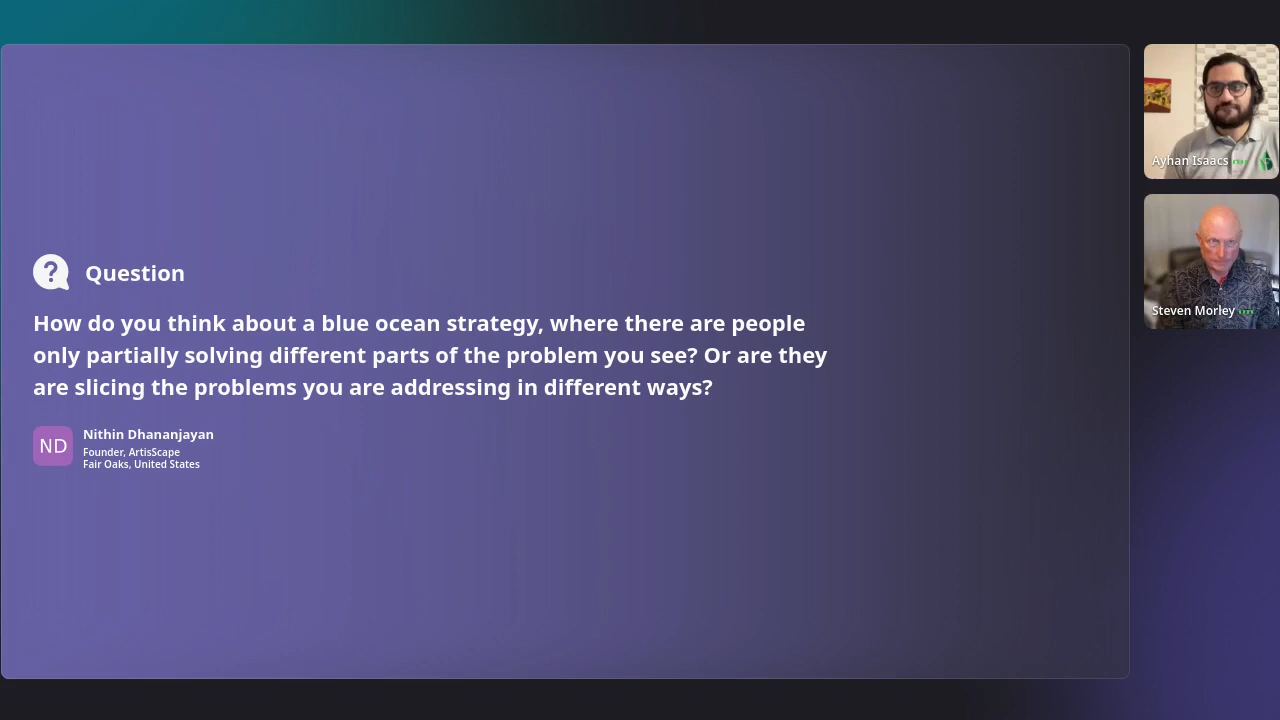 Question
How do you think about a blue ocean strategy, where there are people
only partially solving different parts of the problem you see? Or are they
are slicing the problems you are addressing in different ways?
ND
Nithin Dhananjayan
Founder, ArtisScape
Fair Oaks, United States
Ayhan Isaacs
Steven Morley